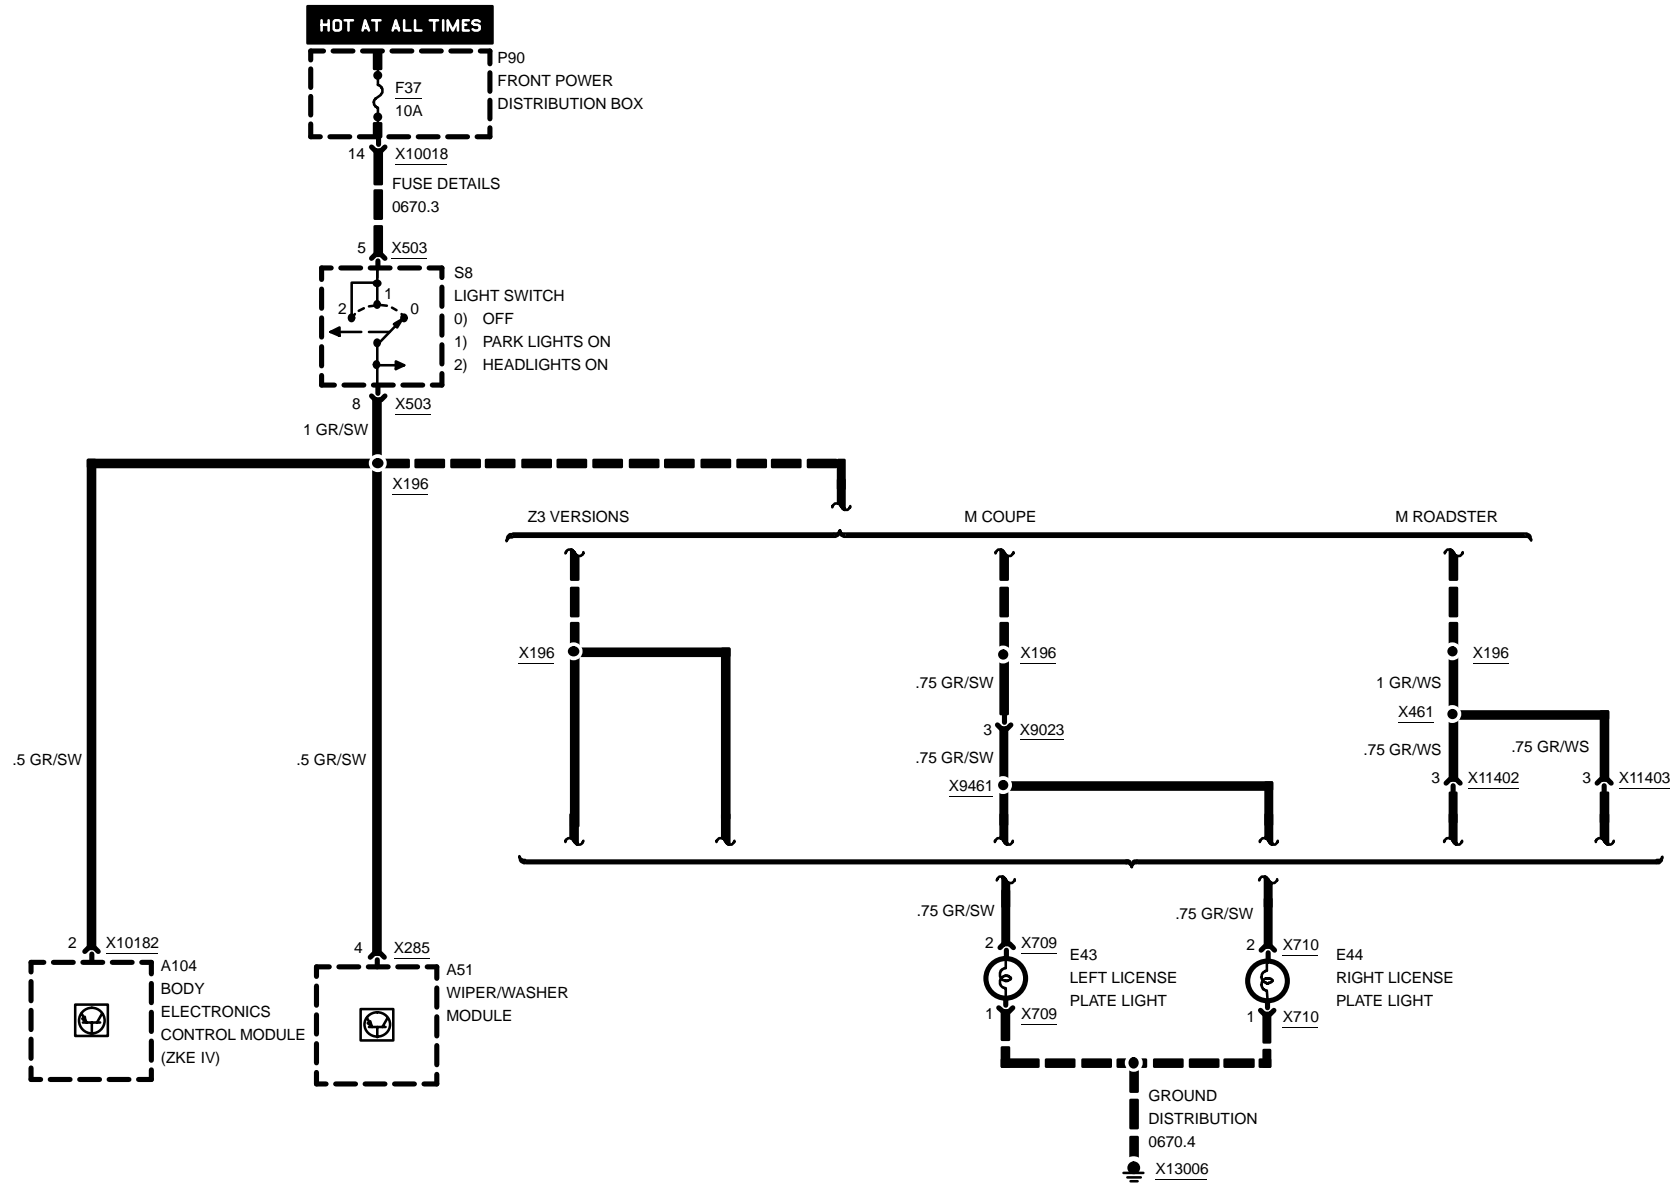 HOT AT ALL TIMES
P90
FRONT POWER
DISTRIBUTION BOX
F37
10A
14 X10018
FUSE DETAILS
0670.3
5 X503
S8
LIGHT SWITCH
0) OFF
1) PARK LIGHTS ON
2) HEADLIGHTS ON
1
2
0
8 X503
1 GR/SW
X196
Z3 VERSIONS
M COUPE
M ROADSTER
X196
X196
X196
.75 GR/SW
1 GR/WS
X461
3 X9023
.75 GR/SW
.75 GR/WS
.75 GR/WS
.5 GR/SW
.5 GR/SW
X9461
3 X11402
3 X11403
.75 GR/SW
.75 GR/SW
2 X10182
4 X285
2 X709
2 X710
A104
BODY
ELECTRONICS
CONTROL MODULE
(ZKE IV)
A51
WIPER/WASHER
MODULE
E43
LEFT LICENSE
PLATE LIGHT
E44
RIGHT LICENSE
PLATE LIGHT
1 X709
1 X710
GROUND
DISTRIBUTION
0670.4
X13006